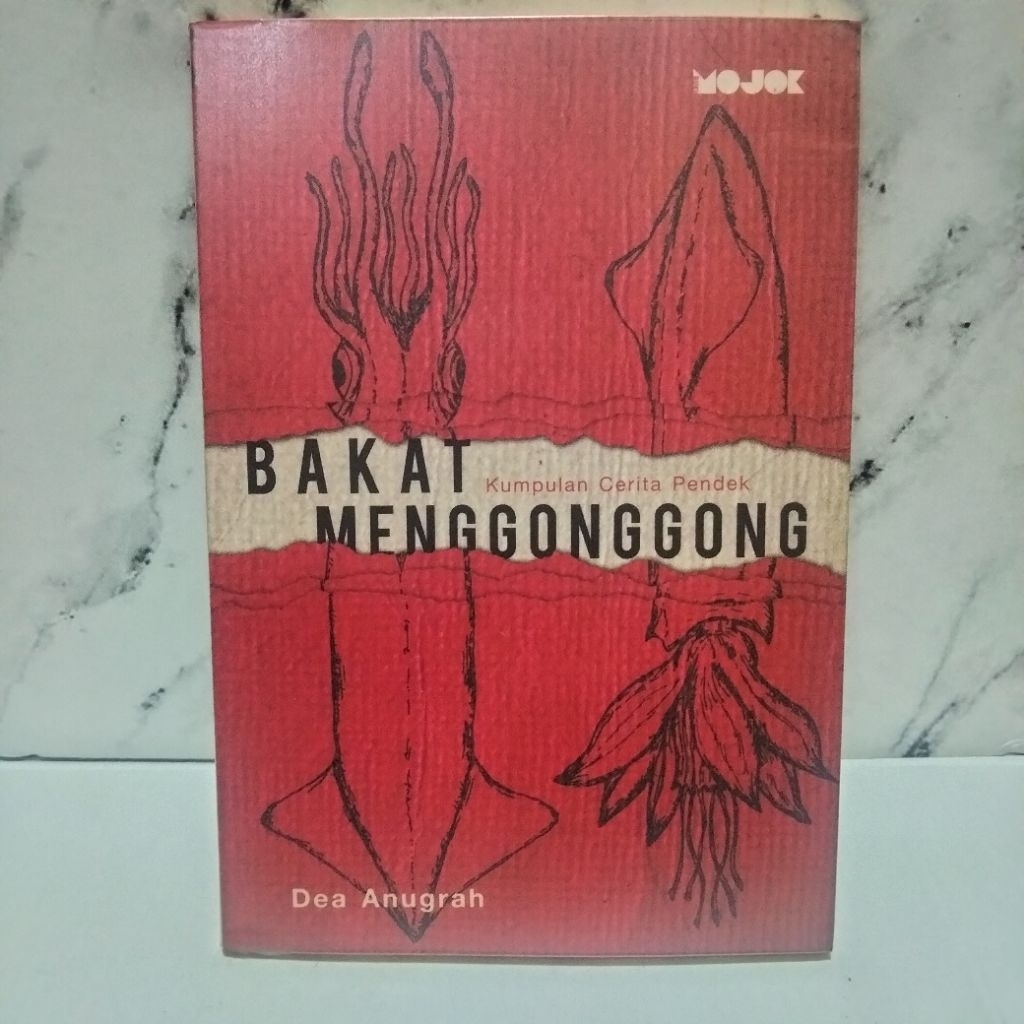 MOJOK
BAKAT
Kumpulan Cerita Pendek
MENGGONGGONG
Dea Anugrah